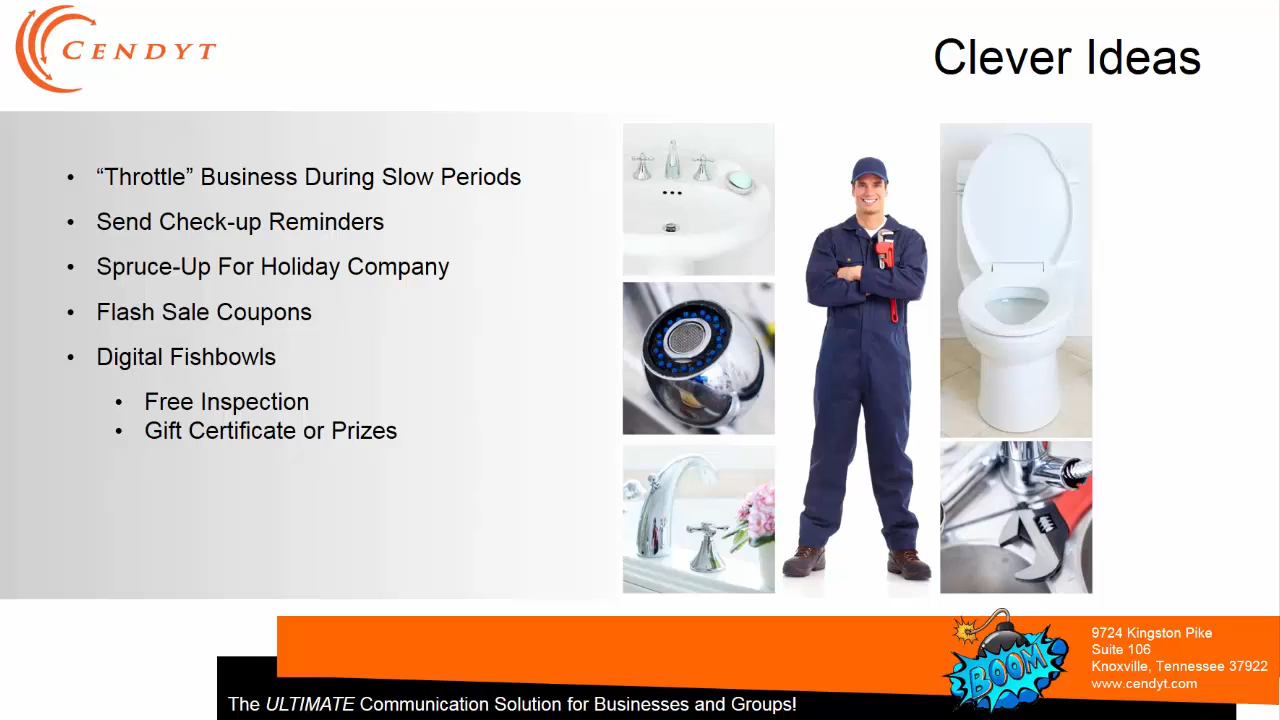 CENDYT
Clever Ideas
• “Throttle” Business During Slow Periods
• Send Check-up Reminders
• Spruce-Up For Holiday Company
• Flash Sale Coupons
• Digital Fishbowls
• Free Inspection
• Gift Certificate or Prizes
BOOM
9724 Kingston Pike
Suite 106
Knoxville, Tennessee 37922
www.cendyt.com
The ULTIMATE Communication Solution for Businesses and Groups!